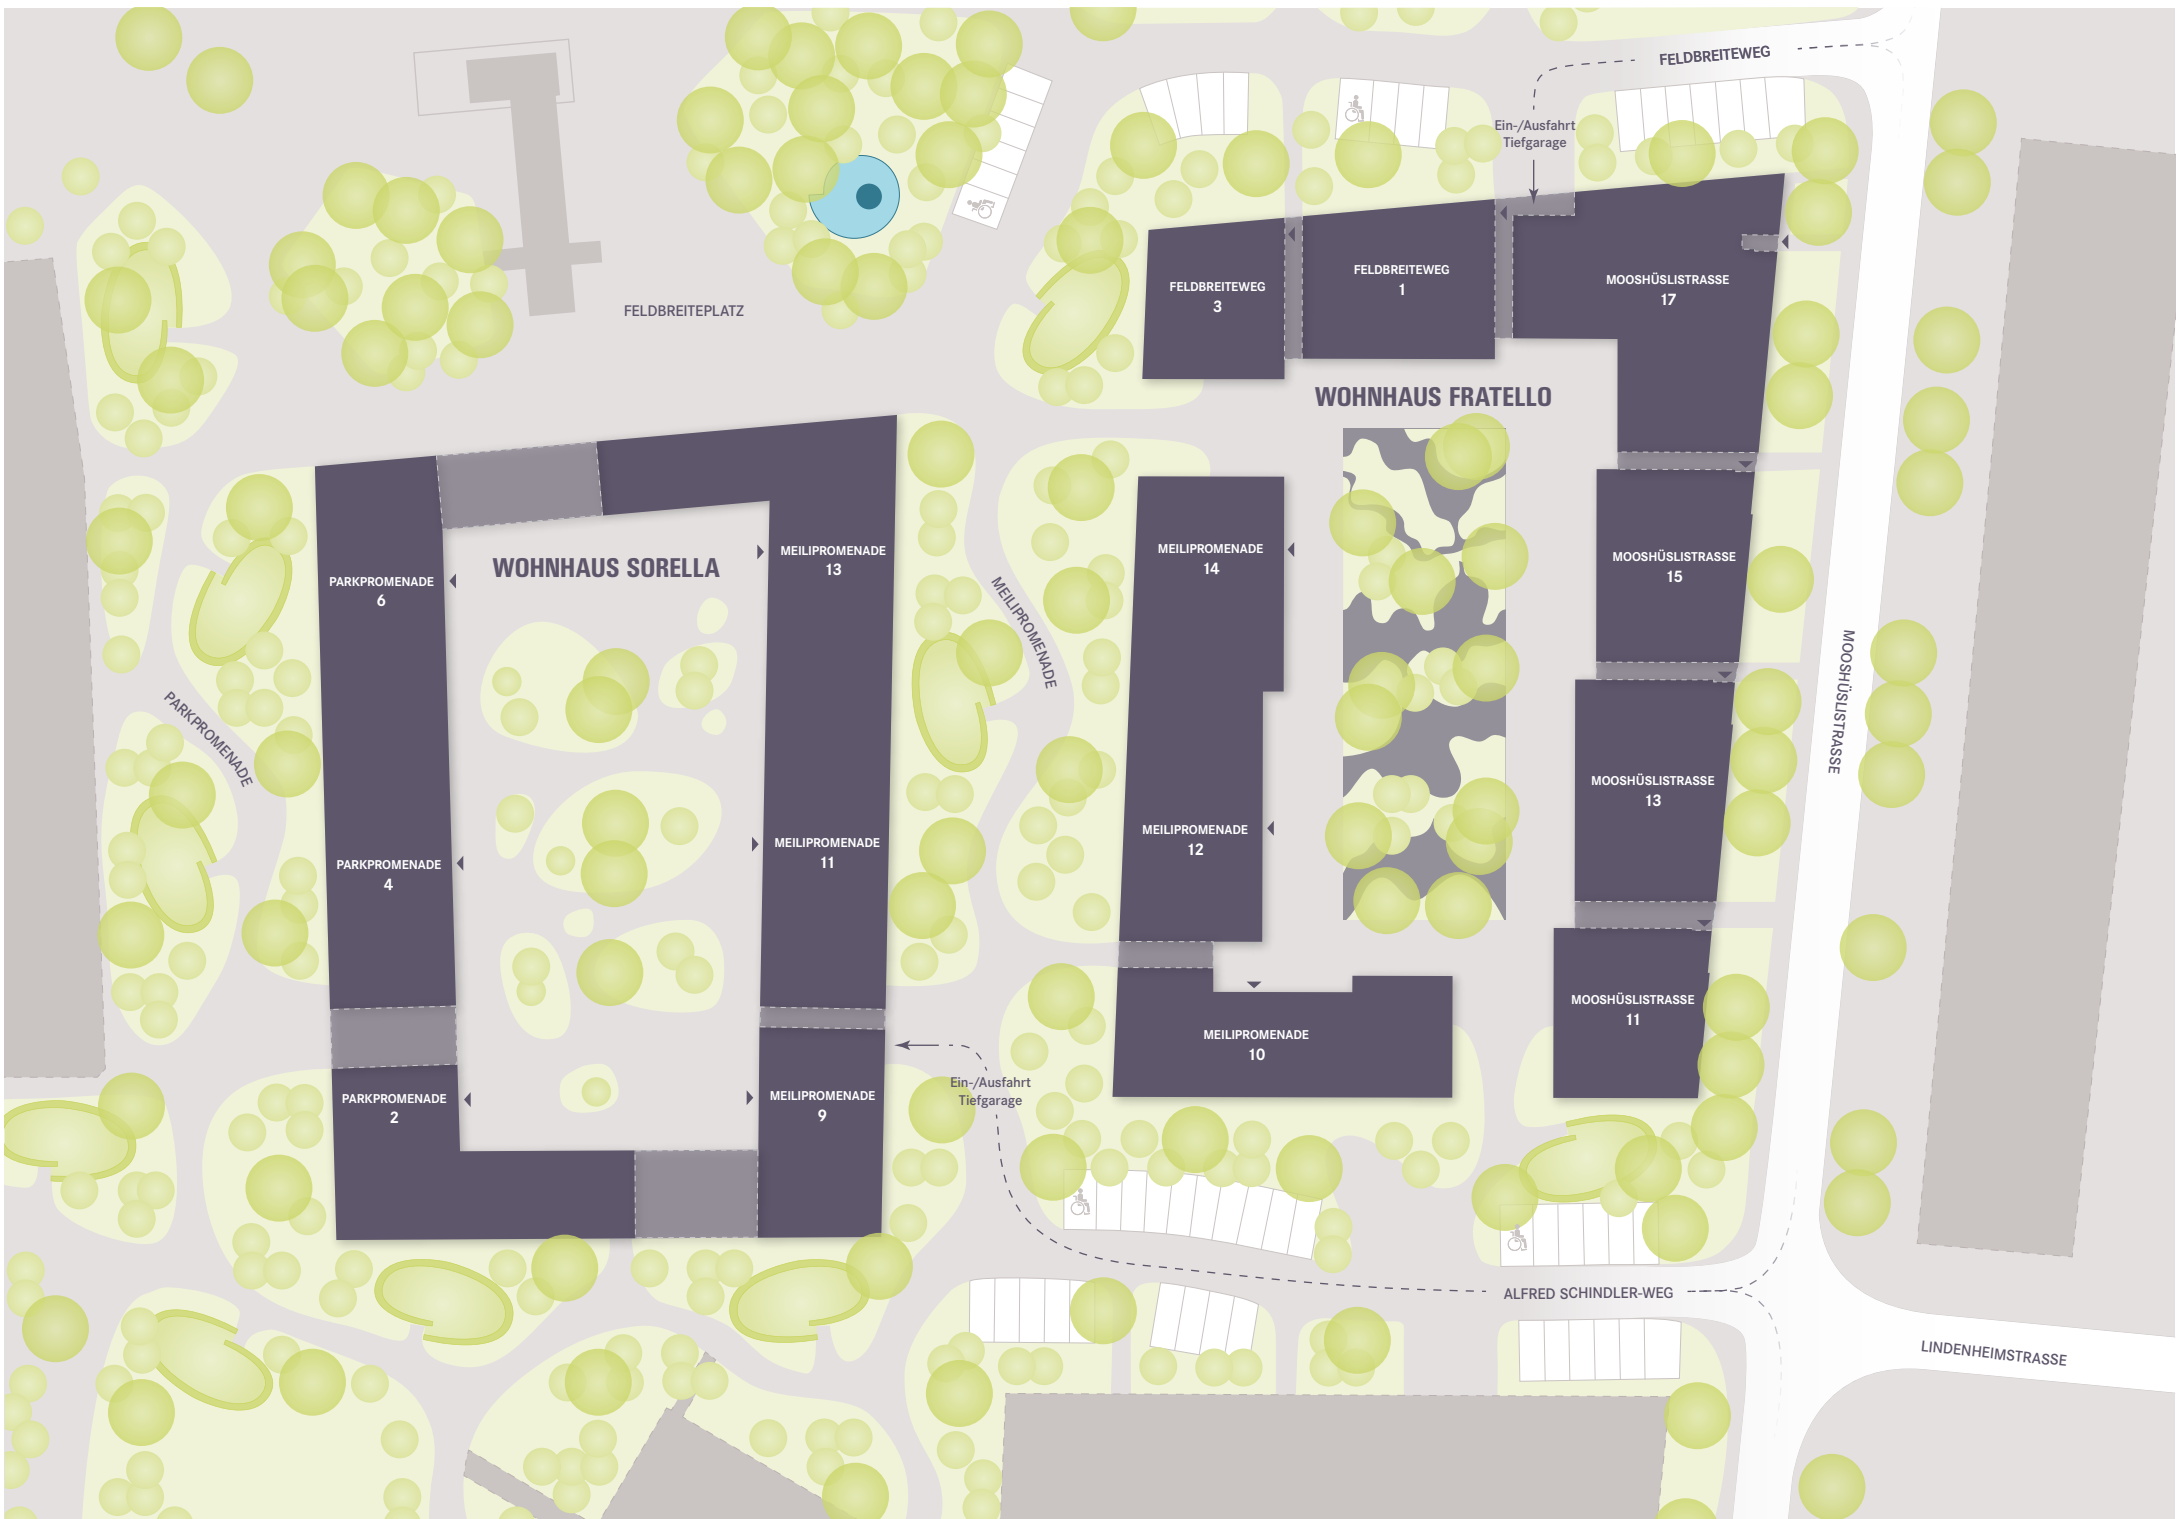 FELDBREITEWEG
Ein-/Ausfahrt
Tiefgarage
FELDBREITEPLATZ
FELDBREITEWEG
3
FELDBREITEWEG
1
MOOSHÜSLISTRASSE
17
WOHNHAUS FRATELLO
WOHNHAUS SORELLA
PARKPROMENADE
6
MEILIPROMENADE
13
MEILIPROMENADE
MEILIPROMENADE
14
MOOSHÜSLISTRASSE
15
MOOSHÜSLISTRASSE
PARKPROMENADE
MOOSHÜSLISTRASSE
13
PARKPROMENADE
4
MEILIPROMENADE
11
MEILIPROMENADE
12
MOOSHÜSLISTRASSE
11
MEILIPROMENADE
10
PARKPROMENADE
2
MEILIPROMENADE
9
Ein-/Ausfahrt
Tiefgarage
ALFRED SCHINDLER-WEG
LINDENHEIMSTRASSE